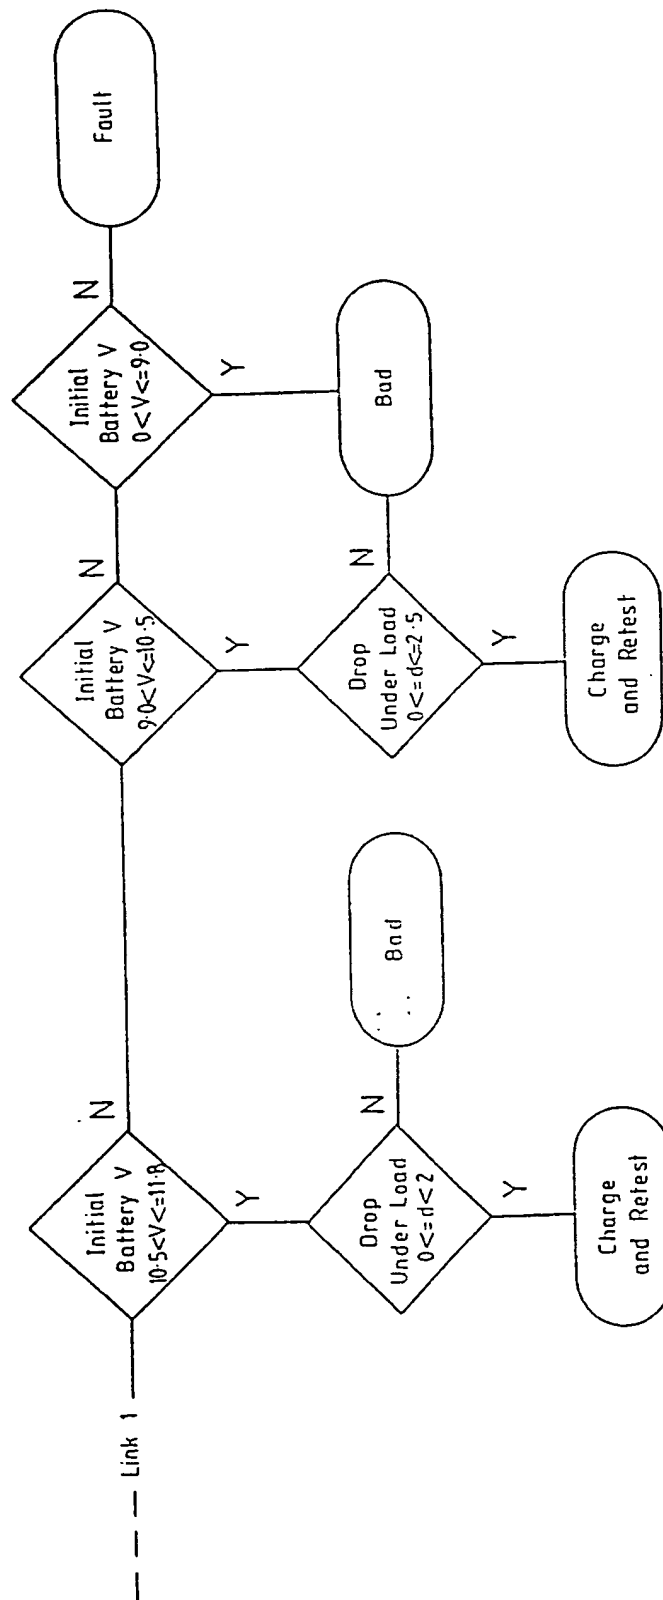 Link 1
Initial
Battery V
10·5<V<=11·8
N
Y
Drop
Under Load
0<=d<2
N
Bad
Y
Charge
and Retest
Initial
Battery V
9·0<V<=10·5
N
Y
Drop
Under Load
0<=d<=2·5
N
Y
Charge
and Retest
Initial
Battery V
0<V<=9·0
N
Y
Bad
Fault